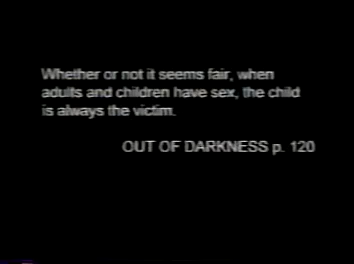 Whether or not it seems fair, when
adults and children have sex, the child
is always the victim.
OUT OF DARKNESS p. 120